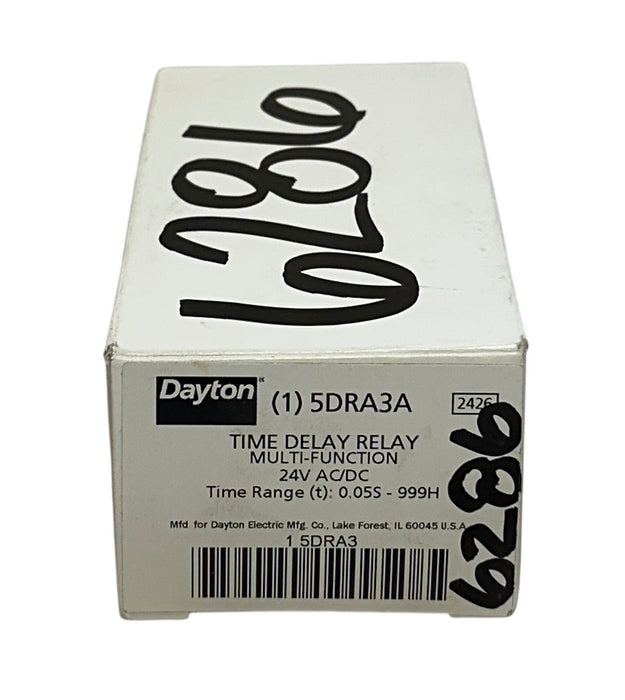 6286
Dayton
(1) 5DRA3A
2426
TIME DELAY RELAY
MULTI-FUNCTION
24V AC/DC
Time Range (t): 0.05S - 999H
Mfd. for Dayton Electric Mfg. Co., Lake Forest, IL 60045 U.S.A.
1 5DRA3
6286